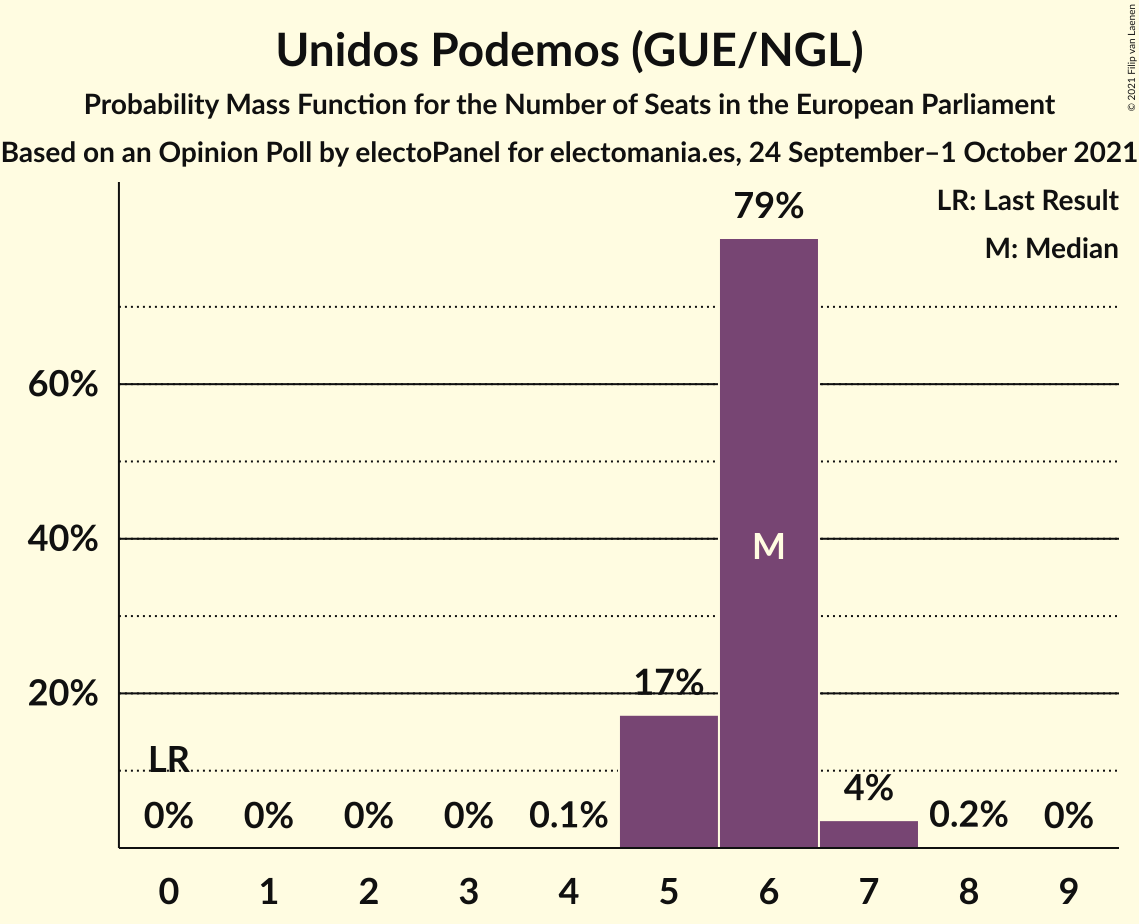 Unidos Podemos (GUE/NGL)
Probability Mass Function for the Number of Seats in the European Parliament
Based on an Opinion Poll by electoPanel for electomania.es, 24 September–1 October 2021
© 2021 Filip van Laenen
LR: Last Result
M: Median
79%
60%
40%
M
20%
17%
LR
4%
0% 0% 0% 0% 0.1% 0.2% 0%
0 1 2 3 4 5 6 7 8 9